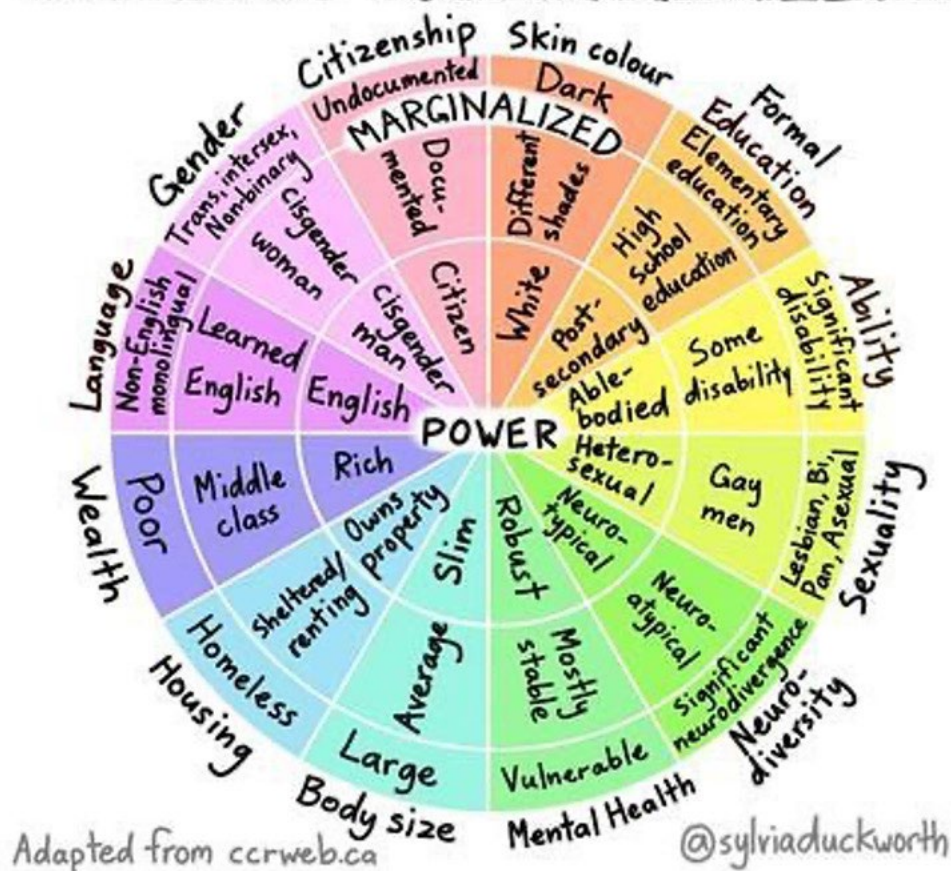 Citizenship
Undocumented
Docu-
mented
Citizen
Skin colour
Dark
Different
shades
White
Formal
Education
Elementary
education
High
school
education
Post-
secondary
Ability
Significant
disability
Some
disability
Able-
bodied
Sexuality
Lesbian, Bi,
Pan, Asexual
Gay
men
Hetero-
sexual
Neuro-
diversity
Significant
neurodivergence
Neuro-
atypical
Neuro-
typical
Mental Health
Vulnerable
Mostly
stable
Robust
Body size
Large
Average
Slim
Housing
Homeless
Sheltered/
renting
Owns
property
Wealth
Poor
Middle
class
Rich
Language
Non-English
monolingual
Learned
English
English
Gender
Trans, intersex,
Nonbinary
Cisgender
woman
Cisgender
man
MARGINALIZED
POWER
Adapted from ccrweb.ca
@sylviaduckworth